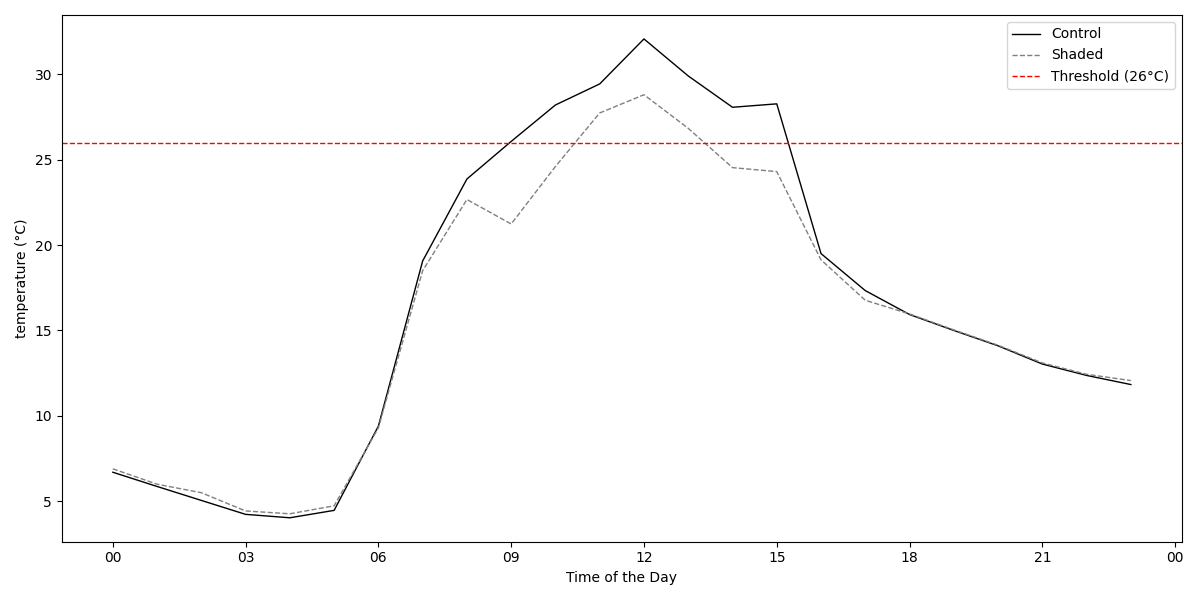 Control
Shaded
Threshold (26°C)
temperature (°C)
30
25
20
15
10
5
00 03 06 09 12 15 18 21 00
Time of the Day